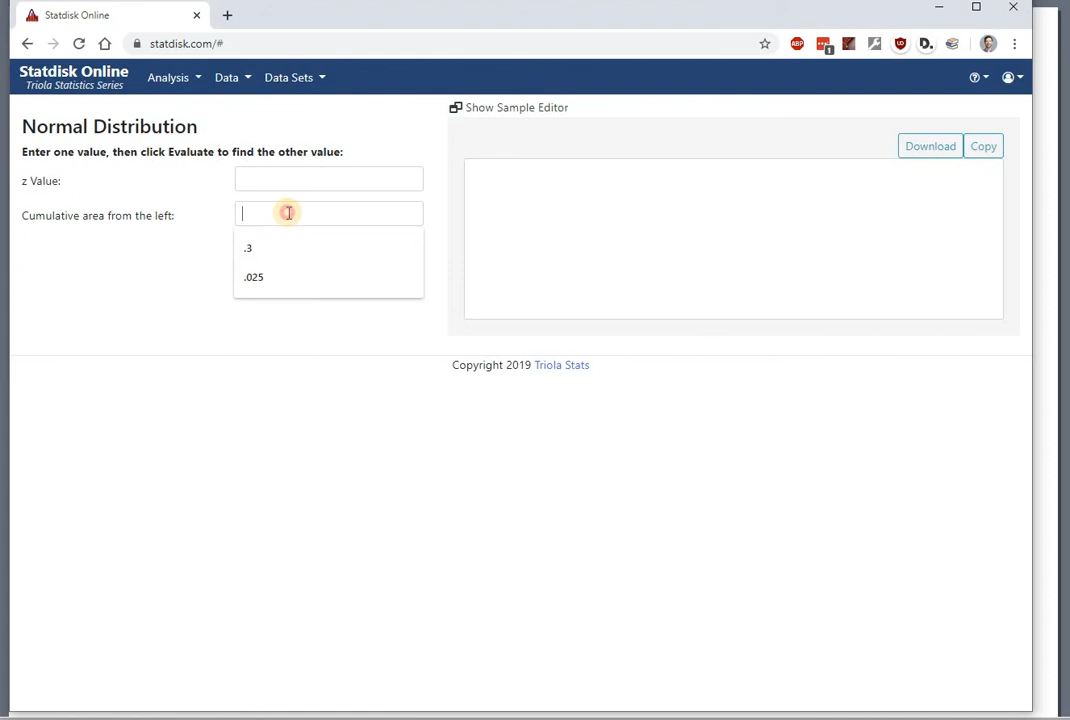 Statdisk Online
statdisk.com/#
ABP
1
D.
Statdisk Online
Triola Statistics Series
Analysis
Data
Data Sets
Show Sample Editor
Normal Distribution
Download
Copy
Enter one value, then click Evaluate to find the other value:
z Value:
Cumulative area from the left:
.3
.025
Copyright 2019 Triola Stats